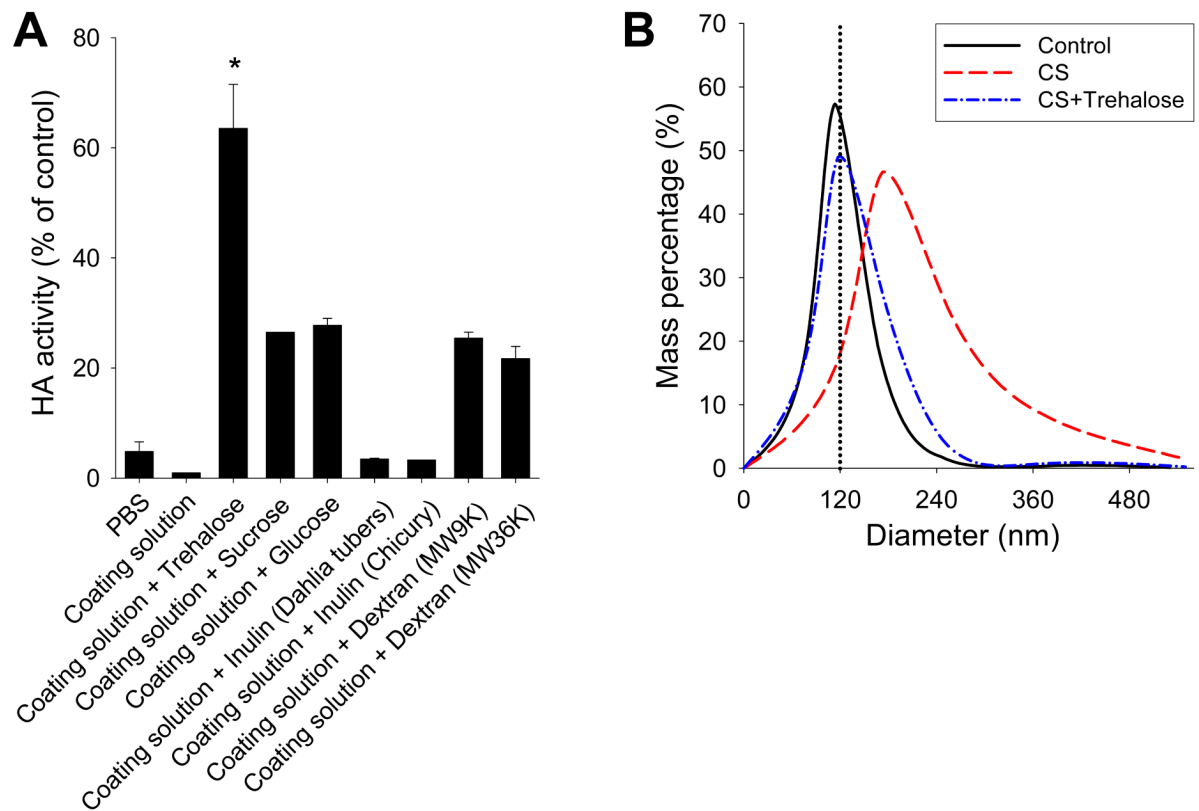 A
HA activity (% of control)
80
60
40
20
0
*
PBS
Coating solution
Coating solution + Trehalose
Coating solution + Sucrose
Coating solution + Glucose
Coating solution + Inulin (Dahlia tubers)
Coating solution + Inulin (Chicury)
Coating solution + Dextran (MW9K)
Coating solution + Dextran (MW36K)
B
Mass percentage (%)
70
60
50
40
30
20
10
0
Control
CS
CS+Trehalose
0 120 240 360 480
Diameter (nm)